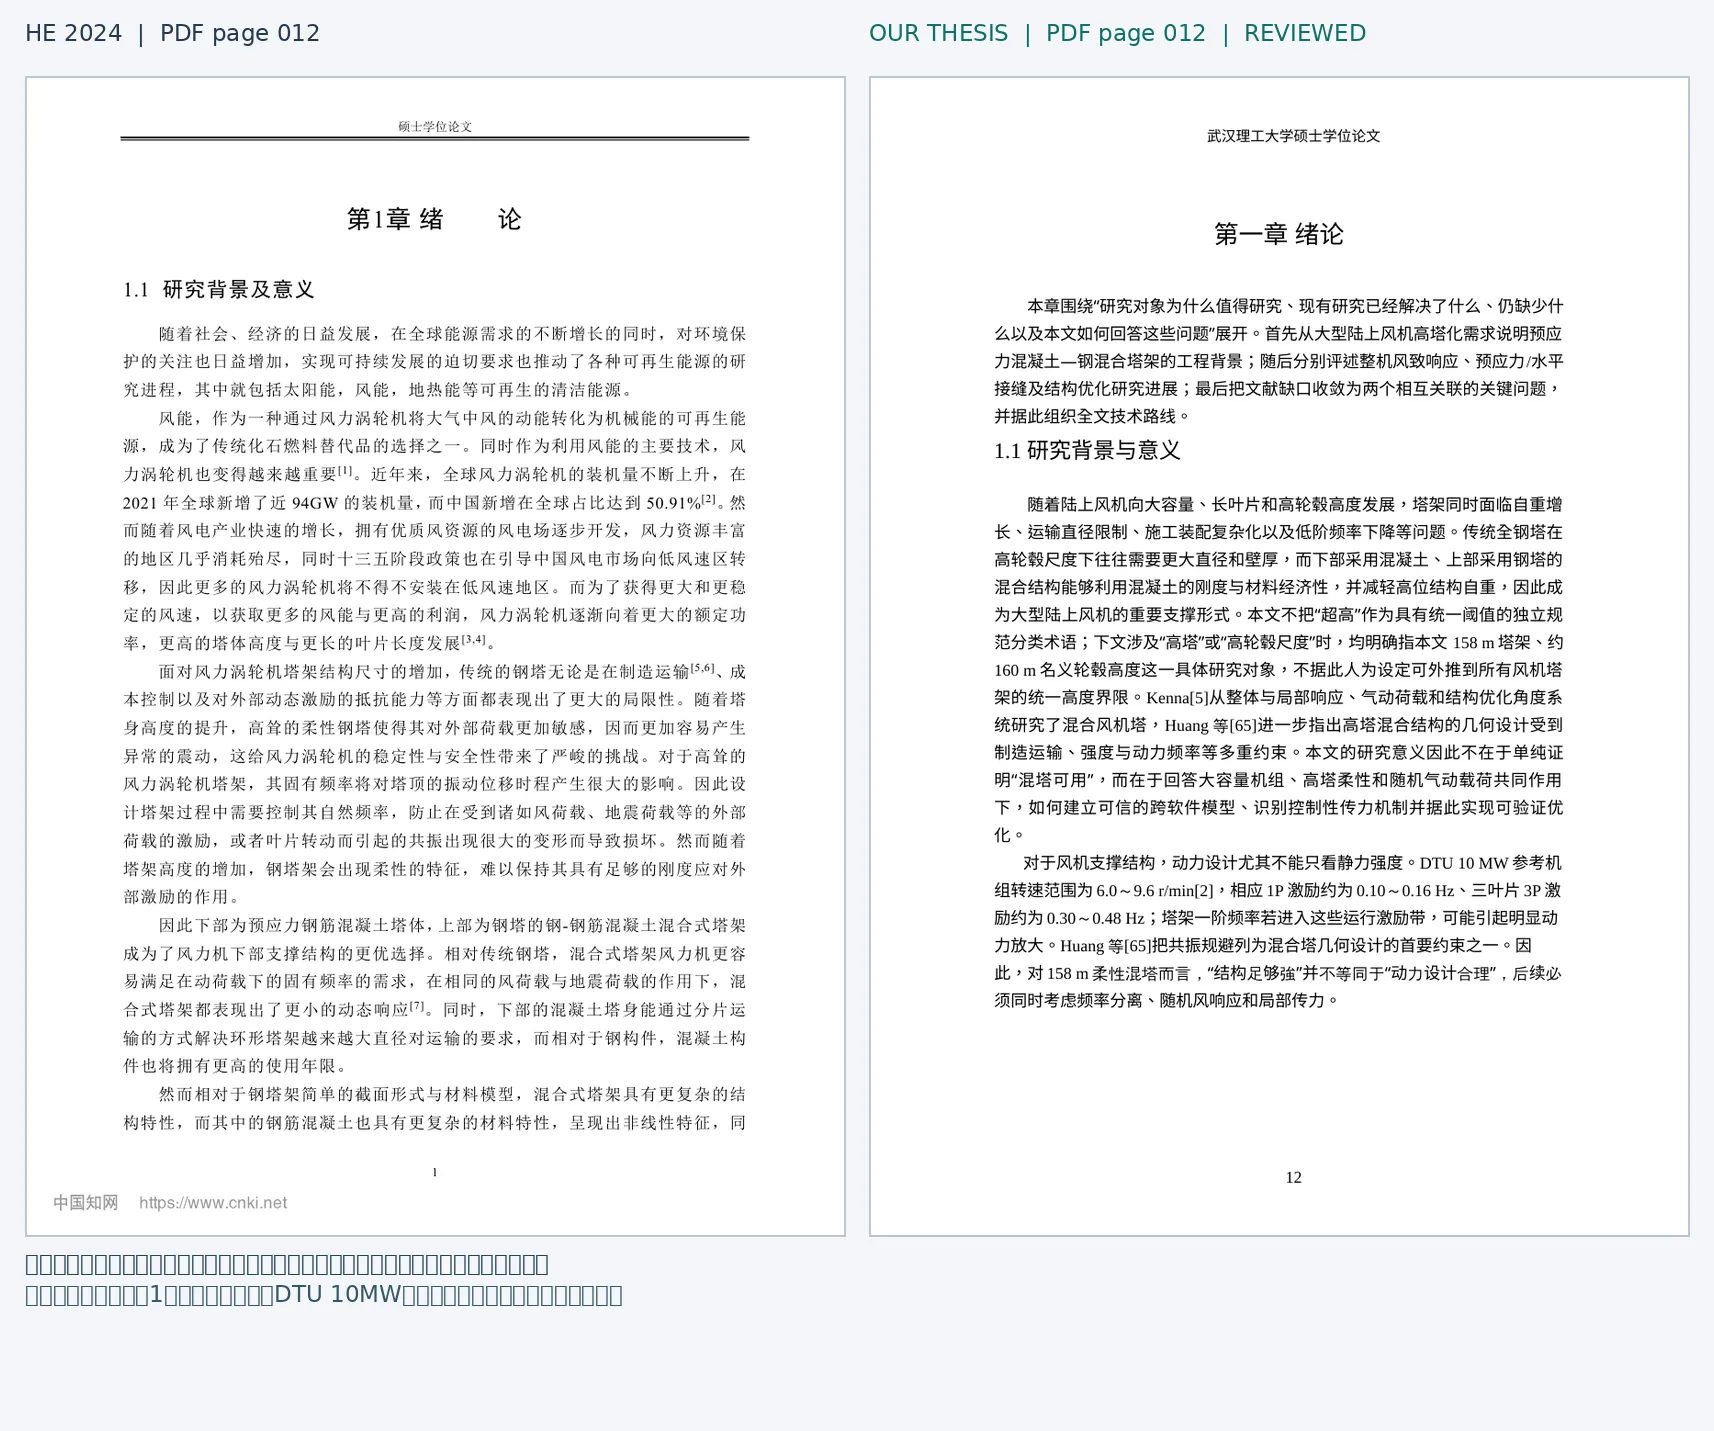 HE 2024 | PDF page 012
硕士学位论文
第1章 绪 论
1.1 研究背景及意义
随着社会、经济的日益发展，在全球能源需求的不断增长的同时，对环境保
护的关注也日益增加，实现可持续发展的迫切要求也推动了各种可再生能源的研
究进程，其中就包括太阳能，风能，地热能等可再生的清洁能源。
风能，作为一种通过风力涡轮机将大气中风的动能转化为机械能的可再生能
源，成为了传统化石燃料替代品的选择之一。同时作为利用风能的主要技术，风
力涡轮机也变得越来越重要[1]。近年来，全球风力涡轮机的装机量不断上升，在
2021 年全球新增了近 94GW 的装机量，而中国新增在全球占比达到 50.91%[2]。然
而随着风电产业快速的增长，拥有优质风资源的风电场逐步开发，风力资源丰富
的地区几乎消耗殆尽，同时十三五阶段政策也在引导中国风电市场向低风速区转
移，因此更多的风力涡轮机将不得不安装在低风速地区。而为了获得更大和更稳
定的风速，以获取更多的风能与更高的利润，风力涡轮机逐渐向着更大的额定功
率，更高的塔体高度与更长的叶片长度发展[3,4]。
面对风力涡轮机塔架结构尺寸的增加，传统的钢塔无论是在制造运输[5,6]、成
本控制以及对外部动态激励的抵抗能力等方面都表现出了更大的局限性。随着塔
身高度的提升，高耸的柔性钢塔使得其对外部荷载更加敏感，因而更加容易产生
异常的震动，这给风力涡轮机的稳定性与安全性带来了严峻的挑战。对于高耸的
风力涡轮机塔架，其固有频率将对塔顶的振动位移时程产生很大的影响。因此设
计塔架过程中需要控制其自然频率，防止在受到诸如风荷载、地震荷载等的外部
荷载的激励，或者叶片转动而引起的共振出现很大的变形而导致损坏。然而随着
塔架高度的增加，钢塔架会出现柔性的特征，难以保持其具有足够的刚度应对外
部激励的作用。
因此下部为预应力钢筋混凝土塔体，上部为钢塔的钢-钢筋混凝土混合式塔架
成为了风力机下部支撑结构的更优选择。相对传统钢塔，混合式塔架风力机更容
易满足在动荷载下的固有频率的需求，在相同的风荷载与地震荷载的作用下，混
合式塔架都表现出了更小的动态响应[7]。同时，下部的混凝土塔身能通过分片运
输的方式解决环形塔架越来越大直径对运输的要求，而相对于钢构件，混凝土构
件也将拥有更高的使用年限。
然而相对于钢塔架简单的截面形式与材料模型，混合式塔架具有更复杂的结
构特性，而其中的钢筋混凝土也具有更复杂的材料特性，呈现出非线性特征，同
1
中国知网 https://www.cnki.net
OUR THESIS | PDF page 012 | REVIEWED
武汉理工大学硕士学位论文
第一章 绪论
本章围绕“研究对象为什么值得研究、现有研究已经解决了什么、仍缺少什
么以及本文如何回答这些问题”展开。首先从大型陆上风机高塔化需求说明预应
力混凝土—钢混合塔架的工程背景；随后分别评述整机风致响应、预应力/水平
接缝及结构优化研究进展；最后把文献缺口收敛为两个相互关联的关键问题，
并据此组织全文技术路线。
1.1 研究背景与意义
随着陆上风机向大容量、长叶片和高轮毂高度发展，塔架同时面临自重增
长、运输直径限制、施工装配复杂化以及低阶频率下降等问题。传统全钢塔在
高轮毂尺度下往往需要更大直径和壁厚，而下部采用混凝土、上部采用钢塔的
混合结构能够利用混凝土的刚度与材料经济性，并减轻高位结构自重，因此成
为大型陆上风机的重要支撑形式。本文不把“超高”作为具有统一阈值的独立规
范分类术语；下文涉及“高塔”或“高轮毂尺度”时，均明确指本文 158 m 塔架、约
160 m 名义轮毂高度这一具体研究对象，不据此人为设定可外推到所有风机塔
架的统一高度界限。Kenna[5]从整体与局部响应、气动荷载和结构优化角度系
统研究了混合风机塔，Huang 等[65]进一步指出高塔混合结构的几何设计受到
制造运输、强度与动力频率等多重约束。本文的研究意义因此不在于单纯证
明“混塔可用”，而在于回答大容量机组、高塔柔性和随机气动载荷共同作用
下，如何建立可信的跨软件模型、识别控制性传力机制并据此实现可验证优
化。
对于风机支撑结构，动力设计尤其不能只看静力强度。DTU 10 MW 参考机
组转速范围为 6.0～9.6 r/min[2]，相应 1P 激励约为 0.10～0.16 Hz、三叶片 3P 激
励约为 0.30～0.48 Hz；塔架一阶频率若进入这些运行激励带，可能引起明显动
力放大。Huang 等[65]把共振规避列为混合塔几何设计的首要约束之一。因
此，对 158 m 柔性混塔而言，“结构足够强”并不等同于“动力设计合理”，后续必
须同时考虑频率分离、随机风响应和局部传力。
12
1
DTU 10MW